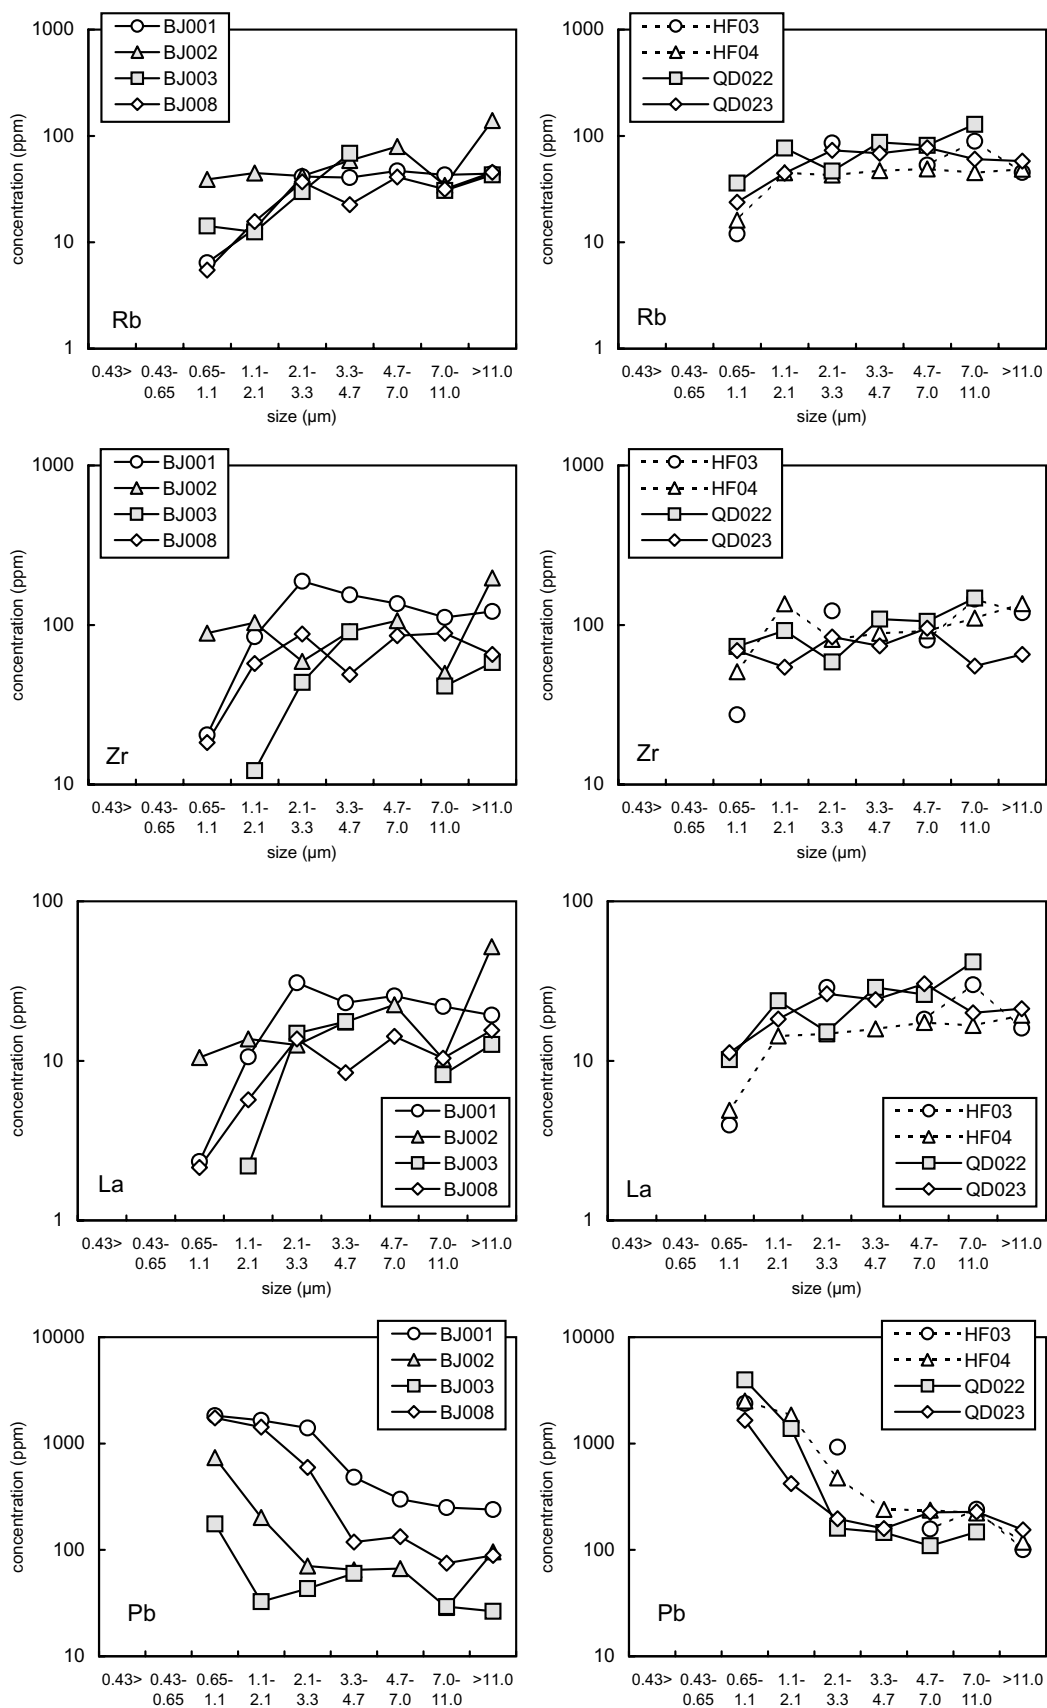 1000
100
10
1
concentration (ppm)
BJ001
BJ002
BJ003
BJ008
Rb
0.43> 0.43- 0.65- 1.1- 2.1- 3.3- 4.7- 7.0- >11.0
0.65 1.1 2.1 3.3 4.7 7.0 11.0
size (µm)
1000
100
10
1
concentration (ppm)
HF03
HF04
QD022
QD023
Rb
0.43> 0.43- 0.65- 1.1- 2.1- 3.3- 4.7- 7.0- >11.0
0.65 1.1 2.1 3.3 4.7 7.0 11.0
size (µm)
1000
100
10
concentration (ppm)
BJ001
BJ002
BJ003
BJ008
Zr
0.43> 0.43- 0.65- 1.1- 2.1- 3.3- 4.7- 7.0- >11.0
0.65 1.1 2.1 3.3 4.7 7.0 11.0
size (µm)
1000
100
10
concentration (ppm)
HF03
HF04
QD022
QD023
Zr
0.43> 0.43- 0.65- 1.1- 2.1- 3.3- 4.7- 7.0- >11.0
0.65 1.1 2.1 3.3 4.7 7.0 11.0
size (µm)
100
10
1
concentration (ppm)
BJ001
BJ002
BJ003
BJ008
La
0.43> 0.43- 0.65- 1.1- 2.1- 3.3- 4.7- 7.0- >11.0
0.65 1.1 2.1 3.3 4.7 7.0 11.0
size (µm)
100
10
1
concentration (ppm)
HF03
HF04
QD022
QD023
La
0.43> 0.43- 0.65- 1.1- 2.1- 3.3- 4.7- 7.0- >11.0
0.65 1.1 2.1 3.3 4.7 7.0 11.0
size (µm)
10000
1000
100
10
concentration (ppm)
BJ001
BJ002
BJ003
BJ008
Pb
0.43> 0.43- 0.65- 1.1- 2.1- 3.3- 4.7- 7.0- >11.0
0.65 1.1 2.1 3.3 4.7 7.0 11.0
10000
1000
100
10
concentration (ppm)
HF03
HF04
QD022
QD023
Pb
0.43> 0.43- 0.65- 1.1- 2.1- 3.3- 4.7- 7.0- >11.0
0.65 1.1 2.1 3.3 4.7 7.0 11.0